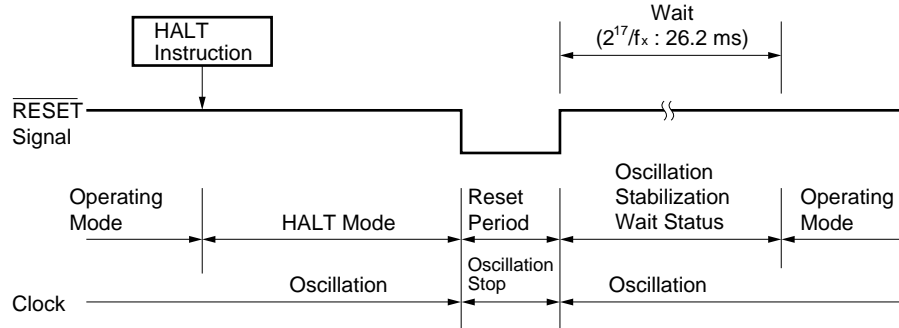 HALT
Instruction
Wait
(2¹⁷/fx : 26.2 ms)
RESET
Signal
Operating
Mode
HALT Mode
Reset
Period
Oscillation
Stabilization
Wait Status
Operating
Mode
Clock
Oscillation
Oscillation
Stop
Oscillation